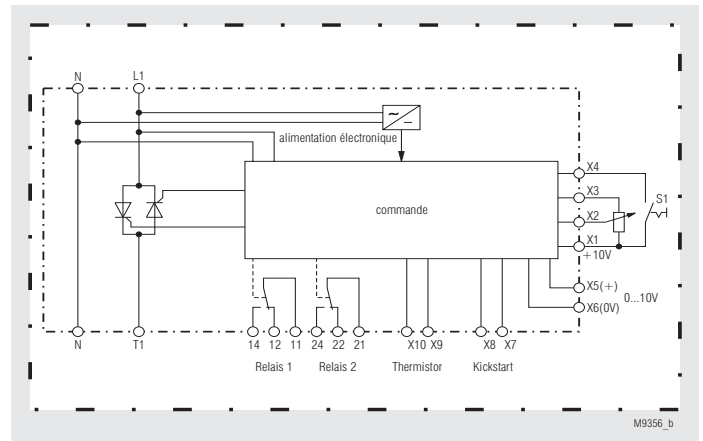 N L1
alimentation électronique
~
–
commande
X4
X3
S1
X2
X1
+10V
X5(+)
0...10V
X6(0V)
N T1 14 12 11 24 22 21 X10 X9 X8 X7
Relais 1 Relais 2 Thermistor Kickstart
M9356_b